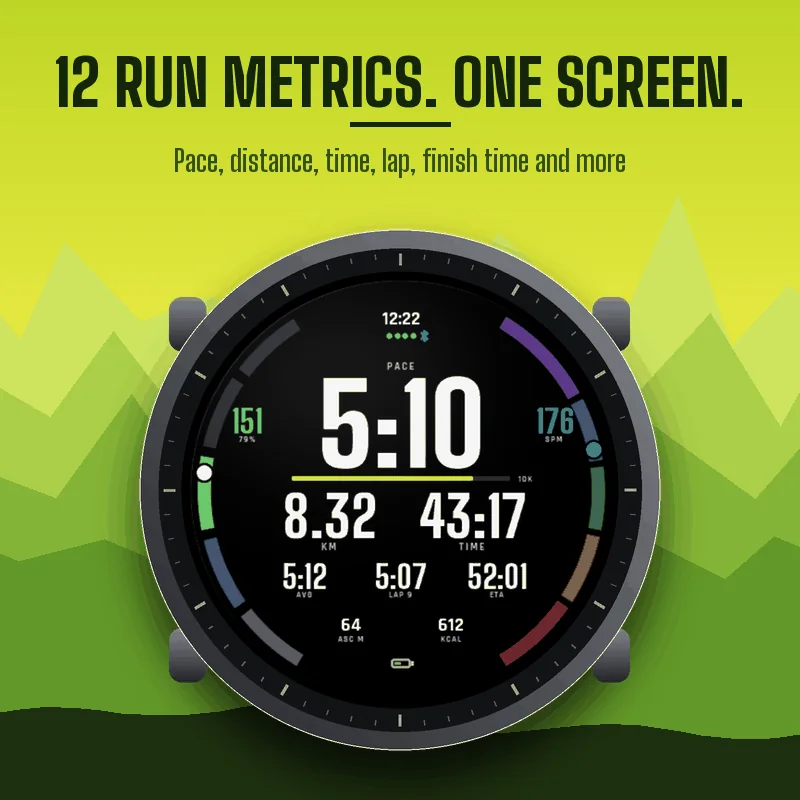 12 RUN METRICS. ONE SCREEN.
Pace, distance, time, lap, finish time and more
12:22
PACE
5:10
151
79%
176
SPM
10K
8.32 43:17
KM TIME
5:12 5:07 52:01
AVG LAP 9 ETA
64 612
ASC M KCAL